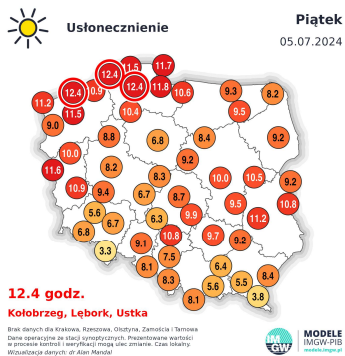 Usłonecznienie
Piątek
05.07.2024
11.5 11.7
12.4
12.4 10.9 12.4 11.8 10.6 9.3 8.2
11.2
11.5 10.4 9.5
9.0
8.8 6.8 8.4 9.2
10.0
11.6 8.2 9.2
8.3 10.0 10.5 9.2
10.9 9.4 6.7 8.7
9.5 10.8
5.6 6.7 6.3 9.9 11.2
6.8
9.1 10.8 9.7 9.2
3.3
7.5
8.1 6.4
8.3 8.4
5.6 5.5
8.1 3.8
12.4 godz.
Kołobrzeg, Lębork, Ustka
Brak danych dla Krakowa, Rzeszowa, Olsztyna, Zamościa i Tarnowa
Dane operacyjne ze stacji synoptycznych. Prezentowane wartości
w procesie kontroli i weryfikacji mogą ulec zmianie. Czas lokalny.
Wizualizacja danych: dr Alan Mandal
IM
GW
MODELE
IMGW-PIB
modele.imgw.pl